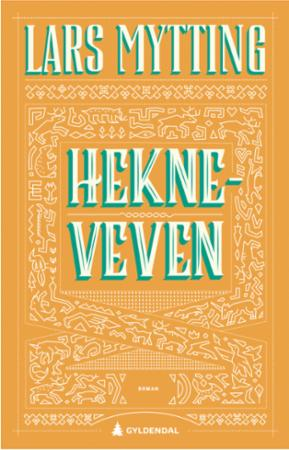 LARS MYTTING
HEKNE-
VEVEN
ROMAN
GYLDENDAL